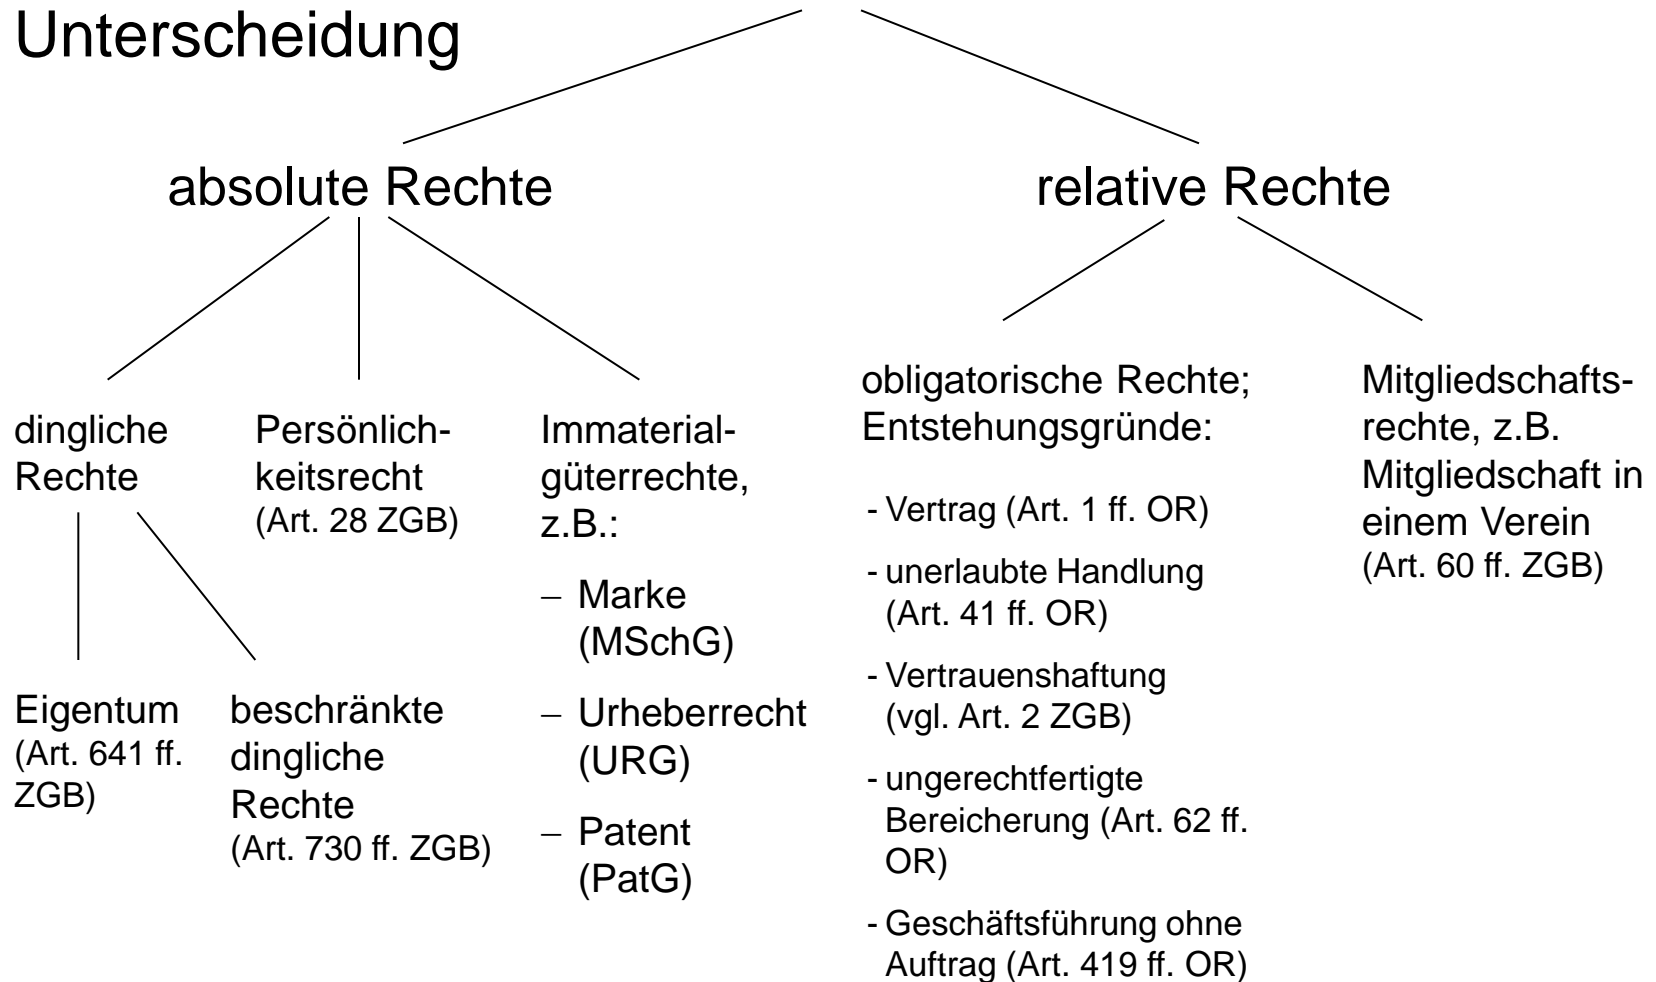 Unterscheidung
absolute Rechte
relative Rechte
dingliche
Rechte
Persönlich-
keitsrecht
(Art. 28 ZGB)
Immaterial-
güterrechte,
z.B.:
– Marke
(MSchG)
– Urheberrecht
(URG)
– Patent
(PatG)
Eigentum
(Art. 641 ff.
ZGB)
beschränkte
dingliche
Rechte
(Art. 730 ff. ZGB)
obligatorische Rechte;
Entstehungsgründe:
- Vertrag (Art. 1 ff. OR)
- unerlaubte Handlung
(Art. 41 ff. OR)
- Vertrauenshaftung
(vgl. Art. 2 ZGB)
- ungerechtfertigte
Bereicherung (Art. 62 ff.
OR)
- Geschäftsführung ohne
Auftrag (Art. 419 ff. OR)
Mitgliedschafts-
rechte, z.B.
Mitgliedschaft in
einem Verein
(Art. 60 ff. ZGB)